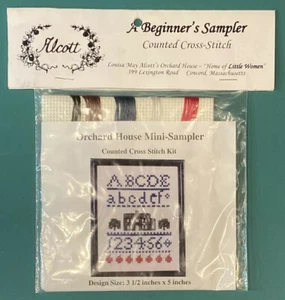 Alcott
A Beginner's Sampler
Counted Cross-Stitch
Louisa May Alcott's Orchard House - "Home of Little Women"
399 Lexington Road Concord, Massachusetts
Orchard House Mini-Sampler
Counted Cross Stitch Kit
ABCDE
abcdef
123456
Design Size: 3 1/2 inches x 5 inches